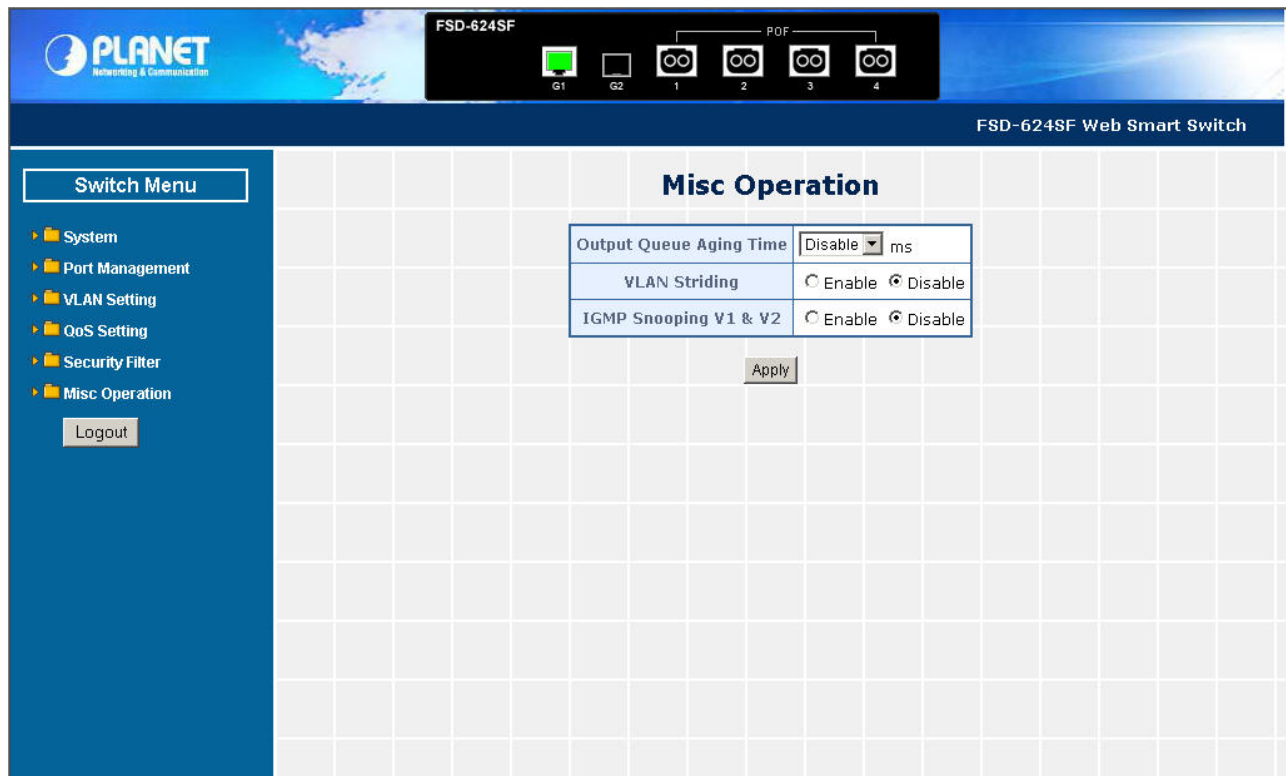 PLANET
Networking & Communication
FSD-624SF
POF
G1 G2 1 2 3 4
FSD-624SF Web Smart Switch
Switch Menu
System
Port Management
VLAN Setting
QoS Setting
Security Filter
Misc Operation
Logout
Misc Operation
Output Queue Aging Time Disable ms
VLAN Striding Enable Disable
IGMP Snooping V1 & V2 Enable Disable
Apply